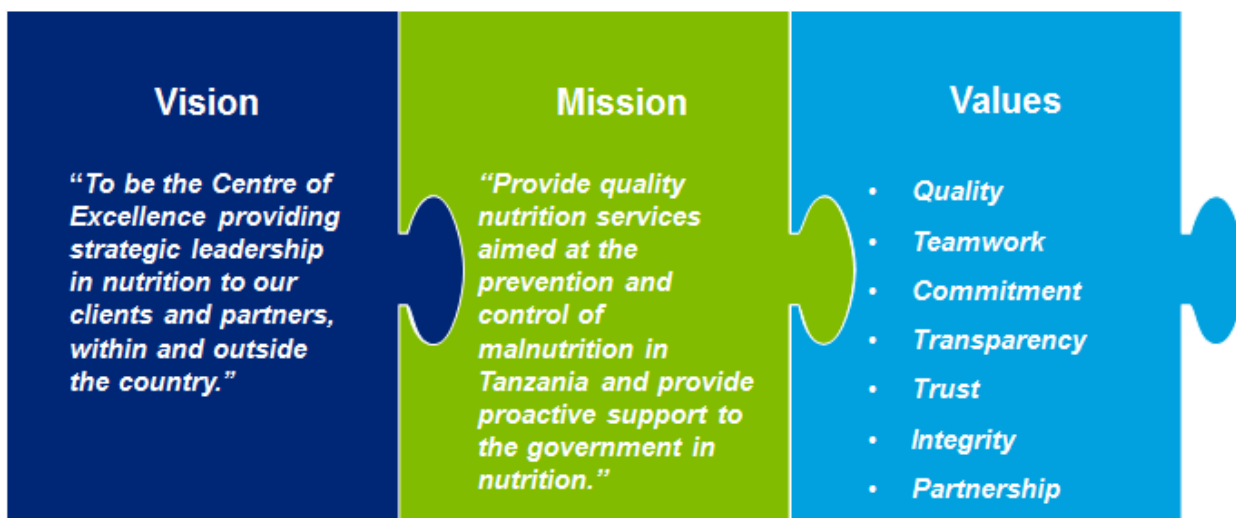 Vision
“To be the Centre of
Excellence providing
strategic leadership
in nutrition to our
clients and partners,
within and outside
the country.”
Mission
“Provide quality
nutrition services
aimed at the
prevention and
control of
malnutrition in
Tanzania and provide
proactive support to
the government in
nutrition.”
Values
• Quality
• Teamwork
• Commitment
• Transparency
• Trust
• Integrity
• Partnership